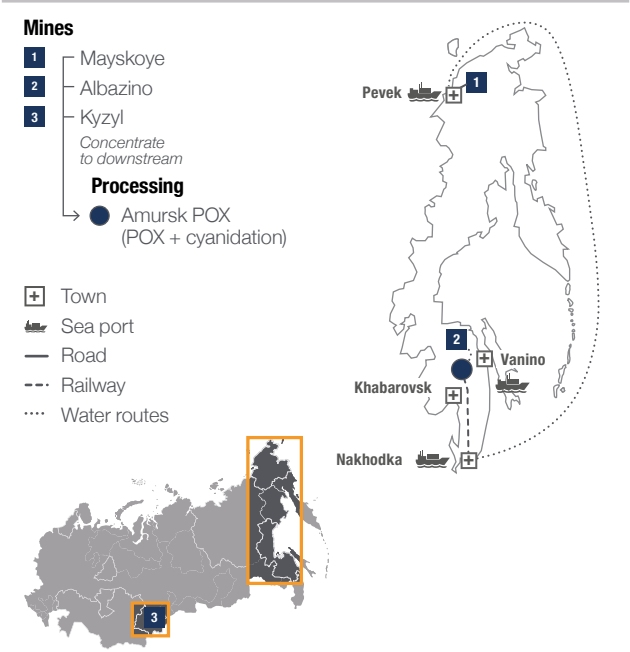 Mines
1 Mayskoye
2 Albazino
3 Kyzyl
Concentrate
to downstream
Processing
Amursk POX
(POX + cyanidation)
Town
Sea port
Road
Railway
Water routes
Pevek
1
2
Vanino
Khabarovsk
Nakhodka
3